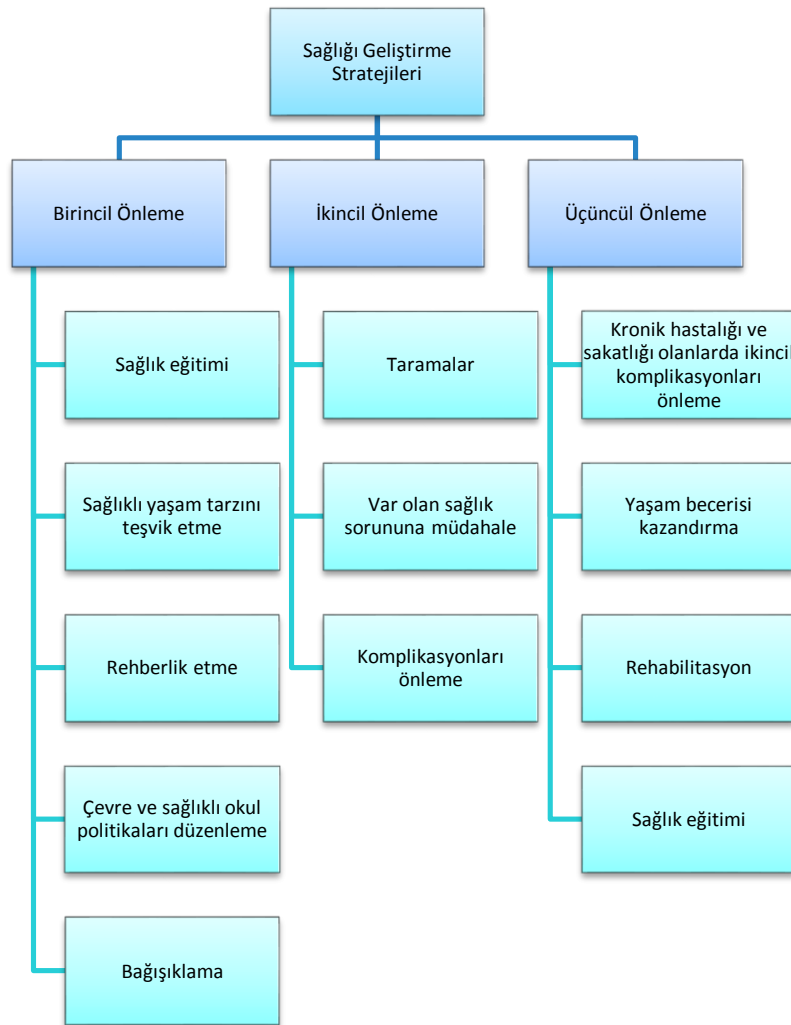 Sağlığı Geliştirme
Stratejileri
Birincil Önleme
İkincil Önleme
Üçüncül Önleme
Sağlık eğitimi
Sağlıklı yaşam tarzını
teşvik etme
Rehberlik etme
Çevre ve sağlıklı okul
politikaları düzenleme
Bağışıklama
Taramalar
Var olan sağlık
sorununa müdahale
Komplikasyonları
önleme
Kronik hastalığı ve
sakatlığı olanlarda ikincil
komplikasyonları
önleme
Yaşam becerisi
kazandırma
Rehabilitasyon
Sağlık eğitimi